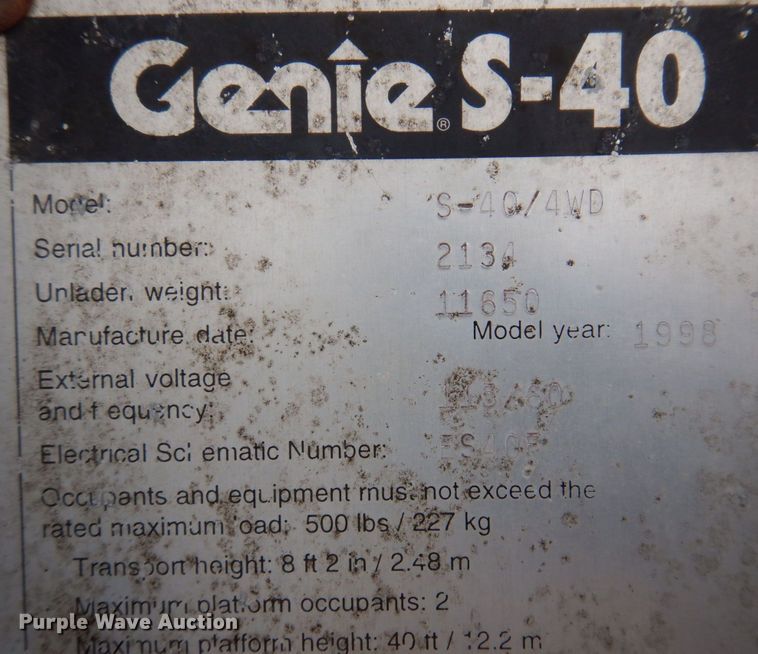 Genie® S-40
Model: S-40/4WD
Serial number: 2134
Unladen weight: 11650
Manufacture date: Model year: 1998
External voltage
and frequency:
Electrical Schematic Number:
Occupants and equipment must not exceed the
rated maximum load: 500 lbs / 227 kg
Transport height: 8 ft 2 in / 2.48 m
Maximum platform occupants: 2
Maximum platform height: 40 ft / 12.2 m
Purple Wave Auction